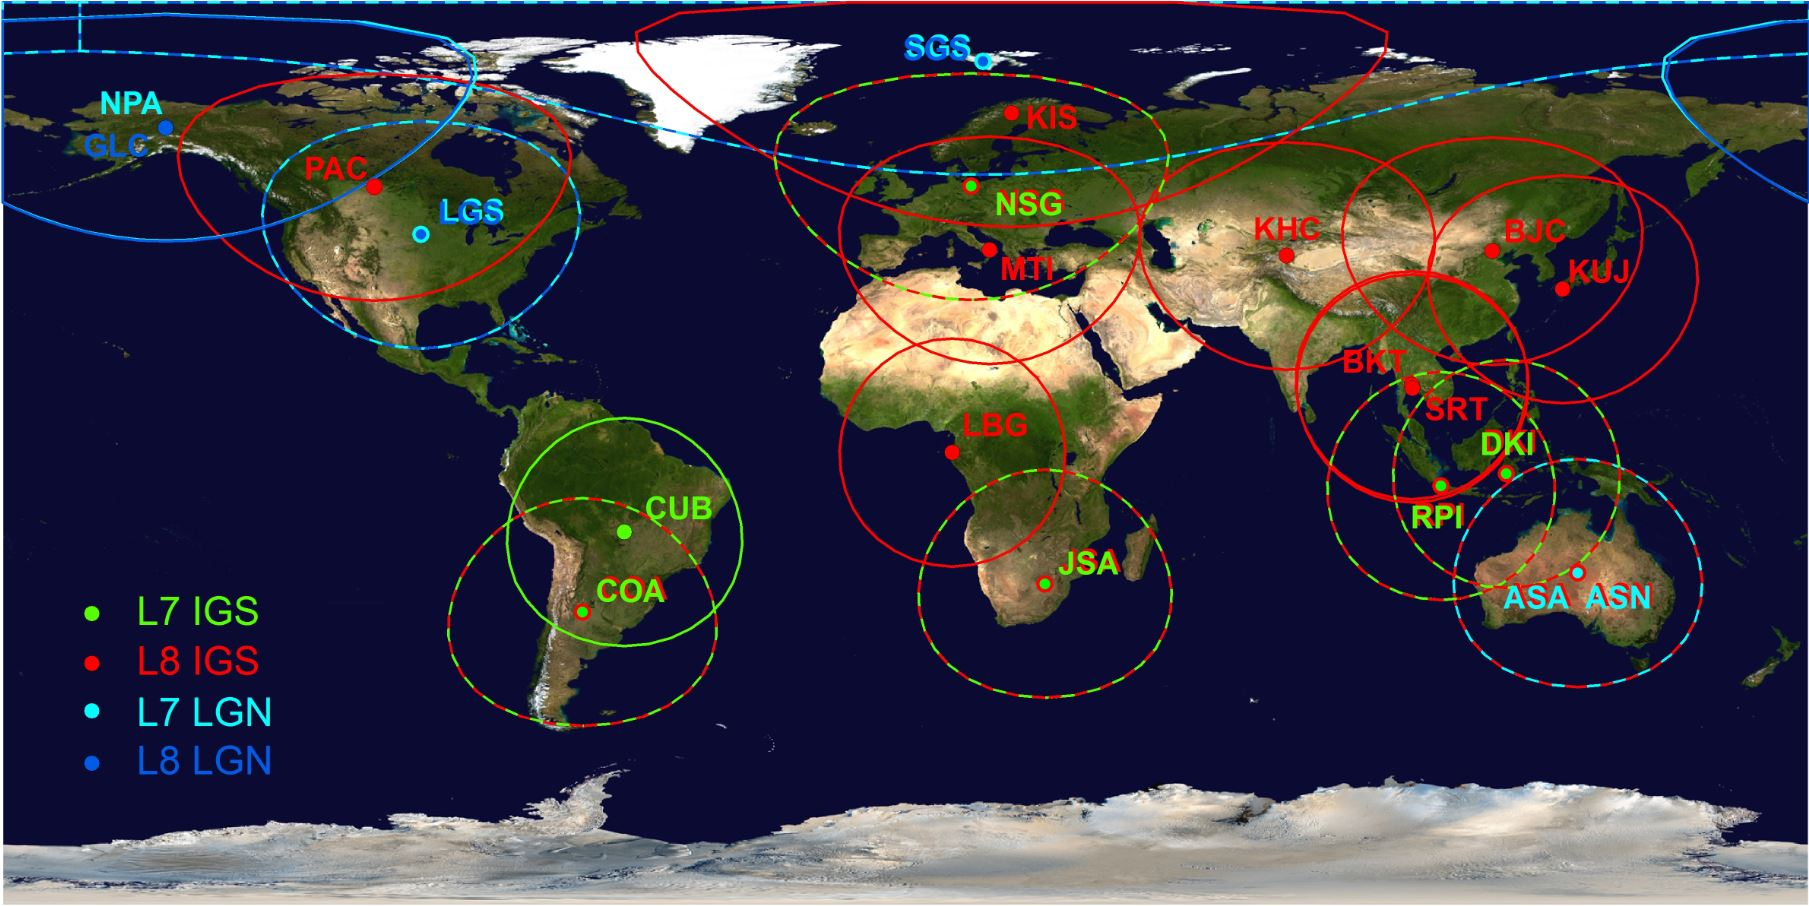 SGS
NPA
GLC
KIS
PAC
NSG
LGS
MTI
KHC
BJC
KUJ
BKT
SRT
LBG
DKI
CUB
RPI
JSA
COA
ASA ASN
L7 IGS
L8 IGS
L7 LGN
L8 LGN